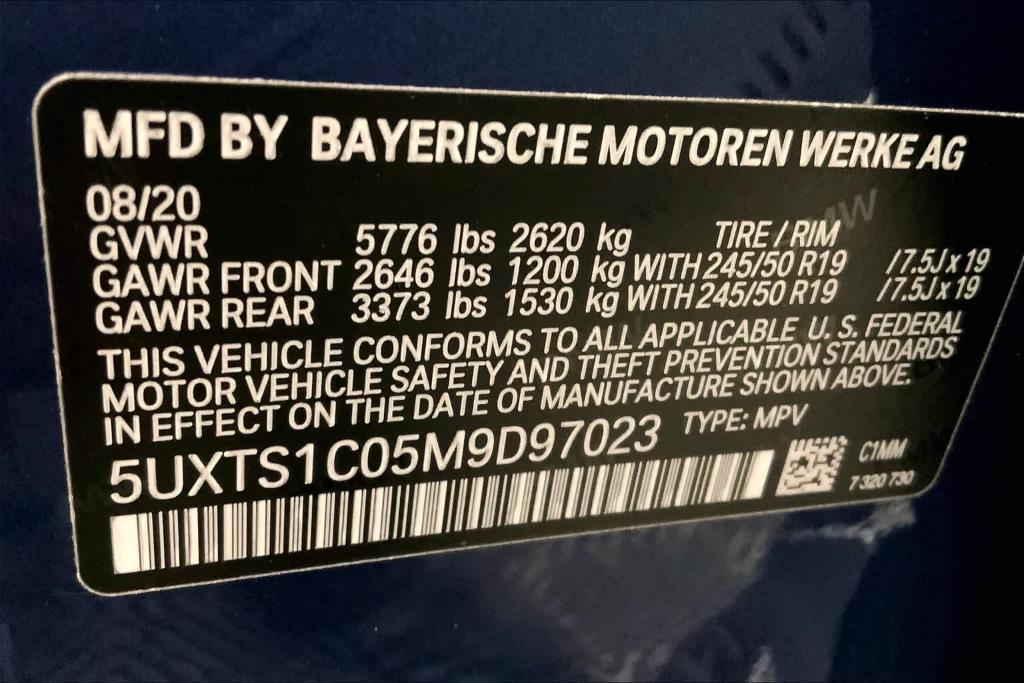 MFD BY BAYERISCHE MOTOREN WERKE AG
08/20
GVWR 5776 lbs 2620 kg TIRE / RIM
GAWR FRONT 2646 lbs 1200 kg WITH 245/50 R19 /7.5J x 19
GAWR REAR 3373 lbs 1530 kg WITH 245/50 R19 /7.5J x 19
THIS VEHICLE CONFORMS TO ALL APPLICABLE U. S. FEDERAL
MOTOR VEHICLE SAFETY AND THEFT PREVENTION STANDARDS
IN EFFECT ON THE DATE OF MANUFACTURE SHOWN ABOVE.
5UXTS1C05M9D97023 TYPE: MPV
C1MM
7 320 730